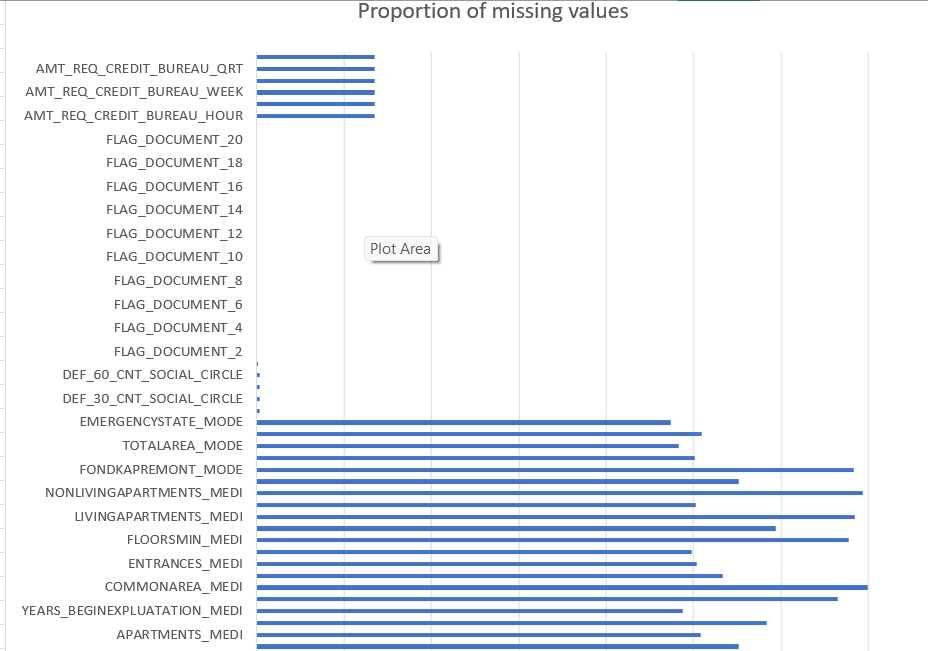 Proportion of missing values
AMT_REQ_CREDIT_BUREAU_QRT
AMT_REQ_CREDIT_BUREAU_WEEK
AMT_REQ_CREDIT_BUREAU_HOUR
FLAG_DOCUMENT_20
FLAG_DOCUMENT_18
FLAG_DOCUMENT_16
FLAG_DOCUMENT_14
FLAG_DOCUMENT_12
Plot Area
FLAG_DOCUMENT_10
FLAG_DOCUMENT_8
FLAG_DOCUMENT_6
FLAG_DOCUMENT_4
FLAG_DOCUMENT_2
DEF_60_CNT_SOCIAL_CIRCLE
DEF_30_CNT_SOCIAL_CIRCLE
EMERGENCYSTATE_MODE
TOTALAREA_MODE
FONDKAPREMONT_MODE
NONLIVINGAPARTMENTS_MEDI
LIVINGAPARTMENTS_MEDI
FLOORSMIN_MEDI
ENTRANCES_MEDI
COMMONAREA_MEDI
YEARS_BEGINEXPLUATATION_MEDI
APARTMENTS_MEDI